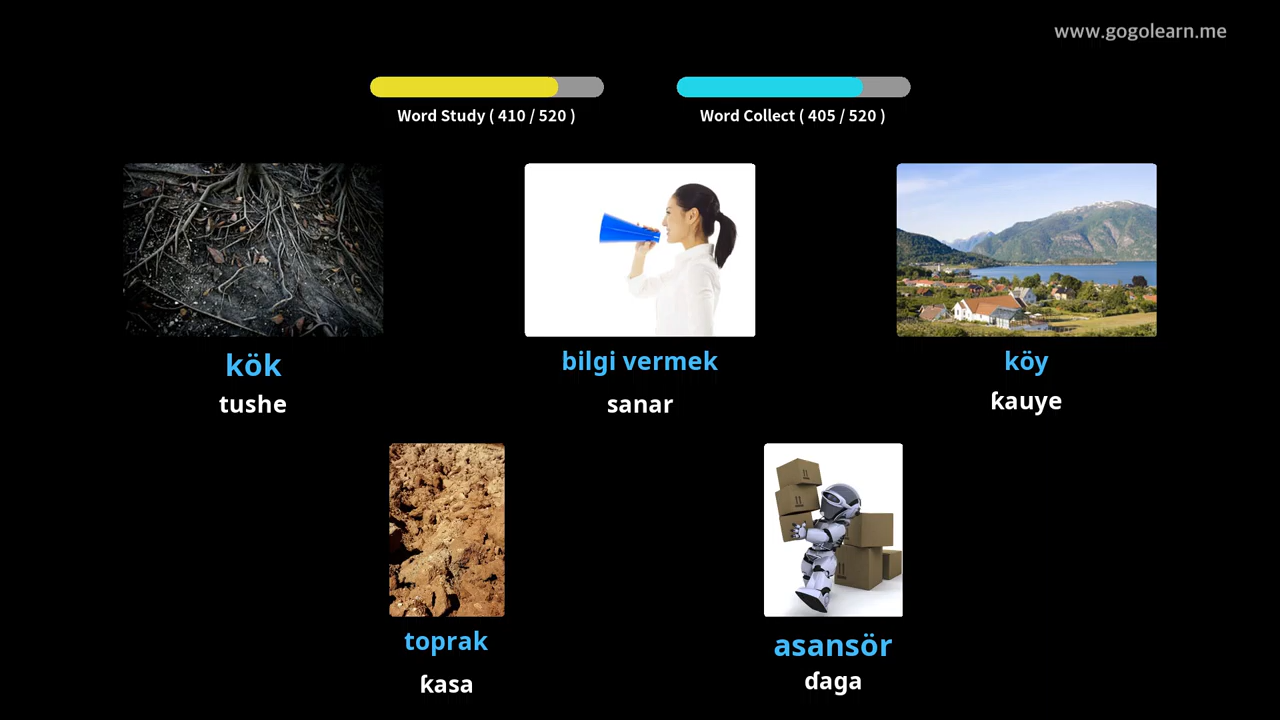 www.gogolearn.me
Word Study ( 410 / 520 )
Word Collect ( 405 / 520 )
kök
bilgi vermek
köy
tushe
sanar
ƙauye
toprak
asansör
ƙasa
ɗaga